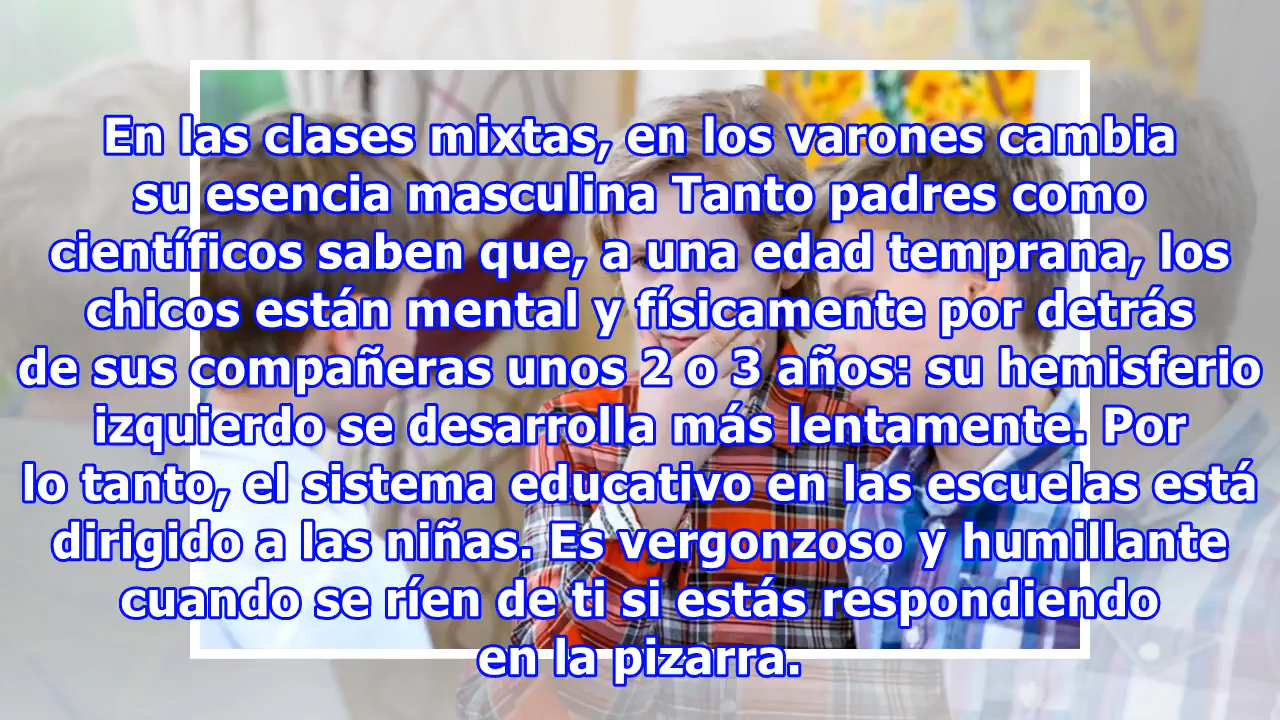 En las clases mixtas, en los varones cambia
su esencia masculina Tanto padres como
científicos saben que, a una edad temprana, los
chicos están mental y físicamente por detrás
de sus compañeras unos 2 o 3 años: su hemisferio
izquierdo se desarrolla más lentamente. Por
lo tanto, el sistema educativo en las escuelas está
dirigido a las niñas. Es vergonzoso y humillante
cuando se ríen de ti si estás respondiendo
en la pizarra.